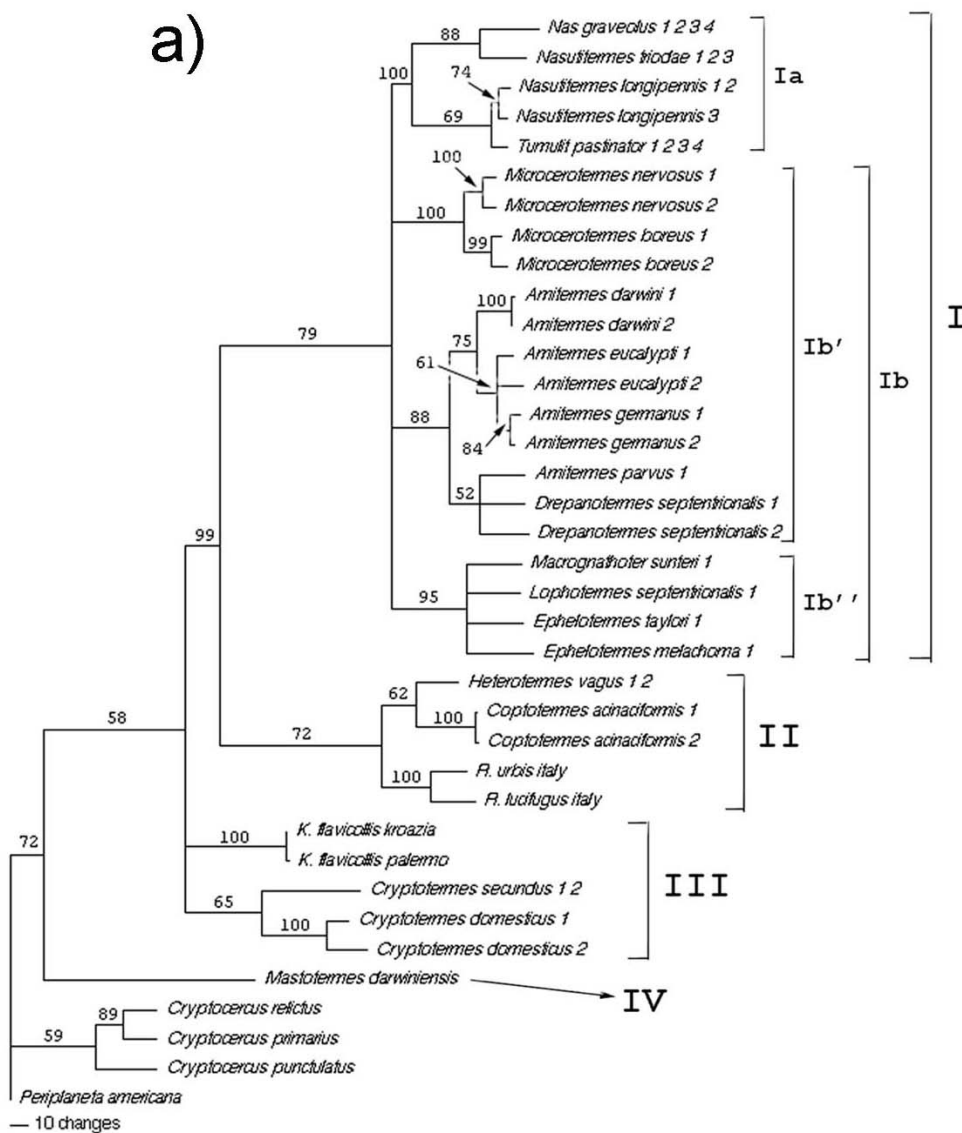 a)
Nas graveolus 1 2 3 4
88
Nasutitermes triodae 1 2 3
Ia
100
74
Nasutitermes longipennis 1 2
69
Nasutitermes longipennis 3
Tumulit pastinator 1 2 3 4
100
Microcerotermes nervosus 1
100
Microcerotermes nervosus 2
99
Microcerotermes boreus 1
Microcerotermes boreus 2
100
Amitermes darwini 1
Amitermes darwini 2
I
79
75
Ib'
61
Amitermes eucalypti 1
Ib
Amitermes eucalypti 2
88
Amitermes germanus 1
84
Amitermes germanus 2
Amitermes parvus 1
52
Drepanotermes septentrionalis 1
Drepanotermes septentrionalis 2
99
Macrognathoter sunteri 1
95
Lophotermes septentrionalis 1
Ib''
Ephelotermes taylori 1
Ephelotermes melachoma 1
62
Heterotermes vagus 1 2
58
100
Coptotermes acinaciformis 1
72
Coptotermes acinaciformis 2
II
100
R. urbis italy
R. lucifugus italy
72
100
K. flavicollis kroazia
K. flavicollis palermo
III
65
Cryptotermes secundus 1 2
100
Cryptotermes domesticus 1
Cryptotermes domesticus 2
Mastotermes darwiniensis
IV
89
Cryptocercus relictus
59
Cryptocercus primarius
Cryptocercus punctulatus
Periplaneta americana
10 changes